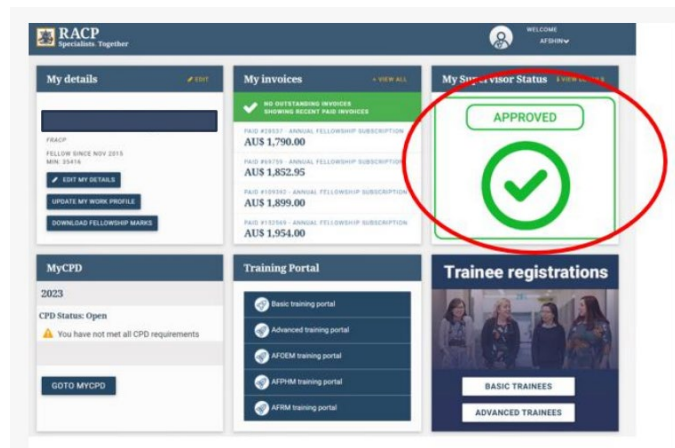 RACP
Specialists. Together
WELCOME
AFSHIN
My details
EDIT
FRACP
FELLOW SINCE NOV 2015
MIN: 35416
EDIT MY DETAILS
UPDATE MY WORK PROFILE
DOWNLOAD FELLOWSHIP MARKS
My invoices
VIEW ALL
NO OUTSTANDING INVOICES
SHOWING RECENT PAID INVOICES
ANNUAL FELLOWSHIP SUBSCRIPTION
AU$ 1,790.00
ANNUAL FELLOWSHIP SUBSCRIPTION
AU$ 1,852.95
ANNUAL FELLOWSHIP SUBSCRIPTION
AU$ 1,899.00
ANNUAL FELLOWSHIP SUBSCRIPTION
AU$ 1,954.00
My Supervisor Status
APPROVED
MyCPD
2023
CPD Status: Open
You have not met all CPD requirements
GOTO MYCPD
Training Portal
Basic training portal
Advanced training portal
AFOEM training portal
AFPHM training portal
AFRM training portal
Trainee registrations
BASIC TRAINEES
ADVANCED TRAINEES